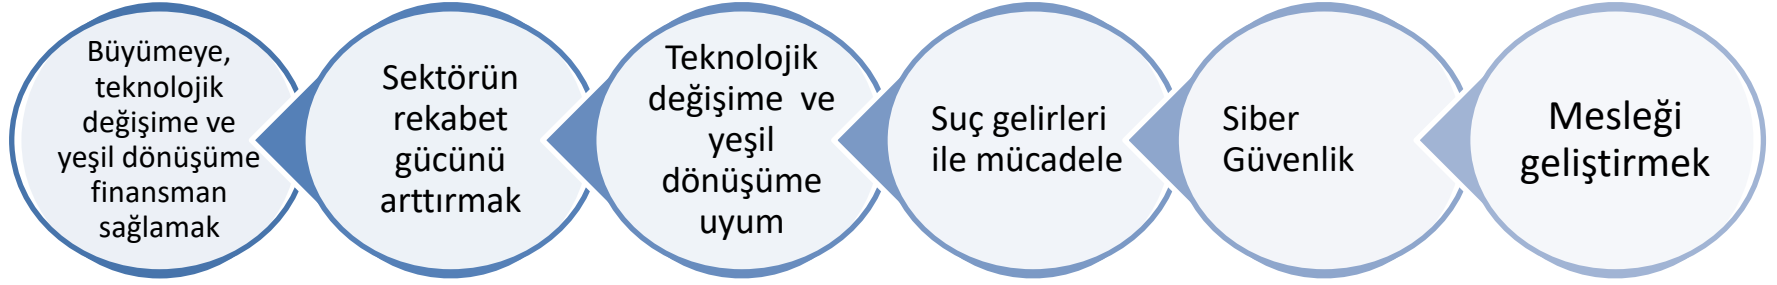 Büyümeye,
teknolojik
değişime ve
yeşil dönüşüme
finansman
sağlamak
Sektörün
rekabet
gücünü
arttırmak
Teknolojik
değişime ve
yeşil
dönüşüme
uyum
Suç gelirleri
ile mücadele
Siber
Güvenlik
Mesleği
geliştirmek